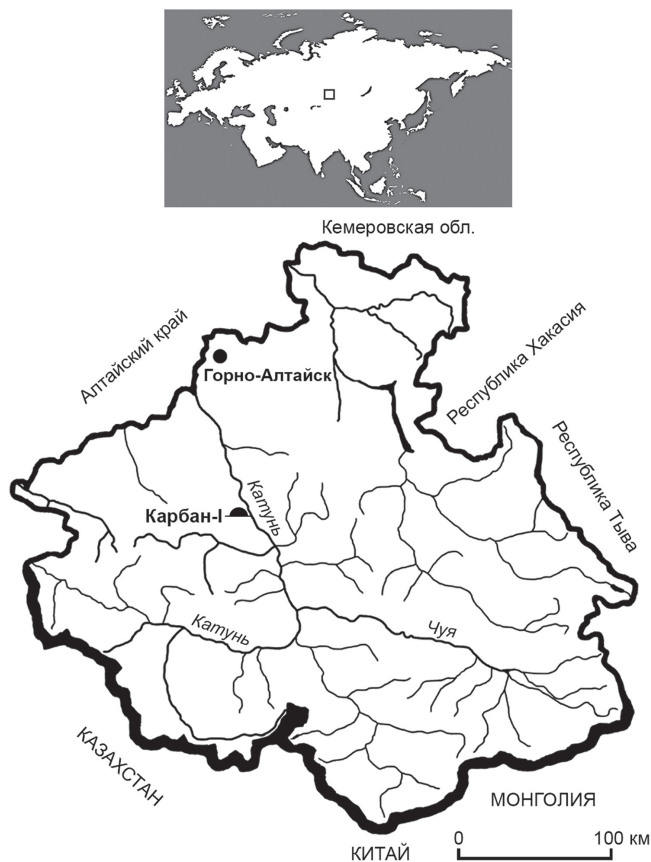 Кемеровская обл.
Алтайский край
Республика Хакасия
Горно-Алтайск
Республика Тыва
Катунь
Карбан-I
Катунь
Чуя
КАЗАХСТАН
МОНГОЛИЯ
КИТАЙ
0 100 км